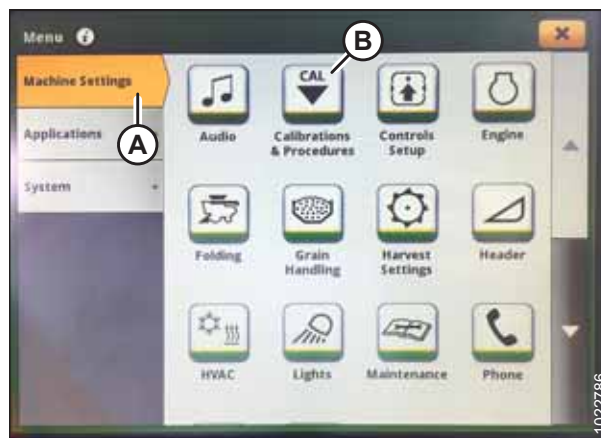 Menu i
B
Machine Settings
A
Applications
System
CAL
Audio
Calibrations
& Procedures
Controls
Setup
Engine
Folding
Grain
Handling
Harvest
Settings
Header
HVAC
Lights
Maintenance
Phone
1022786